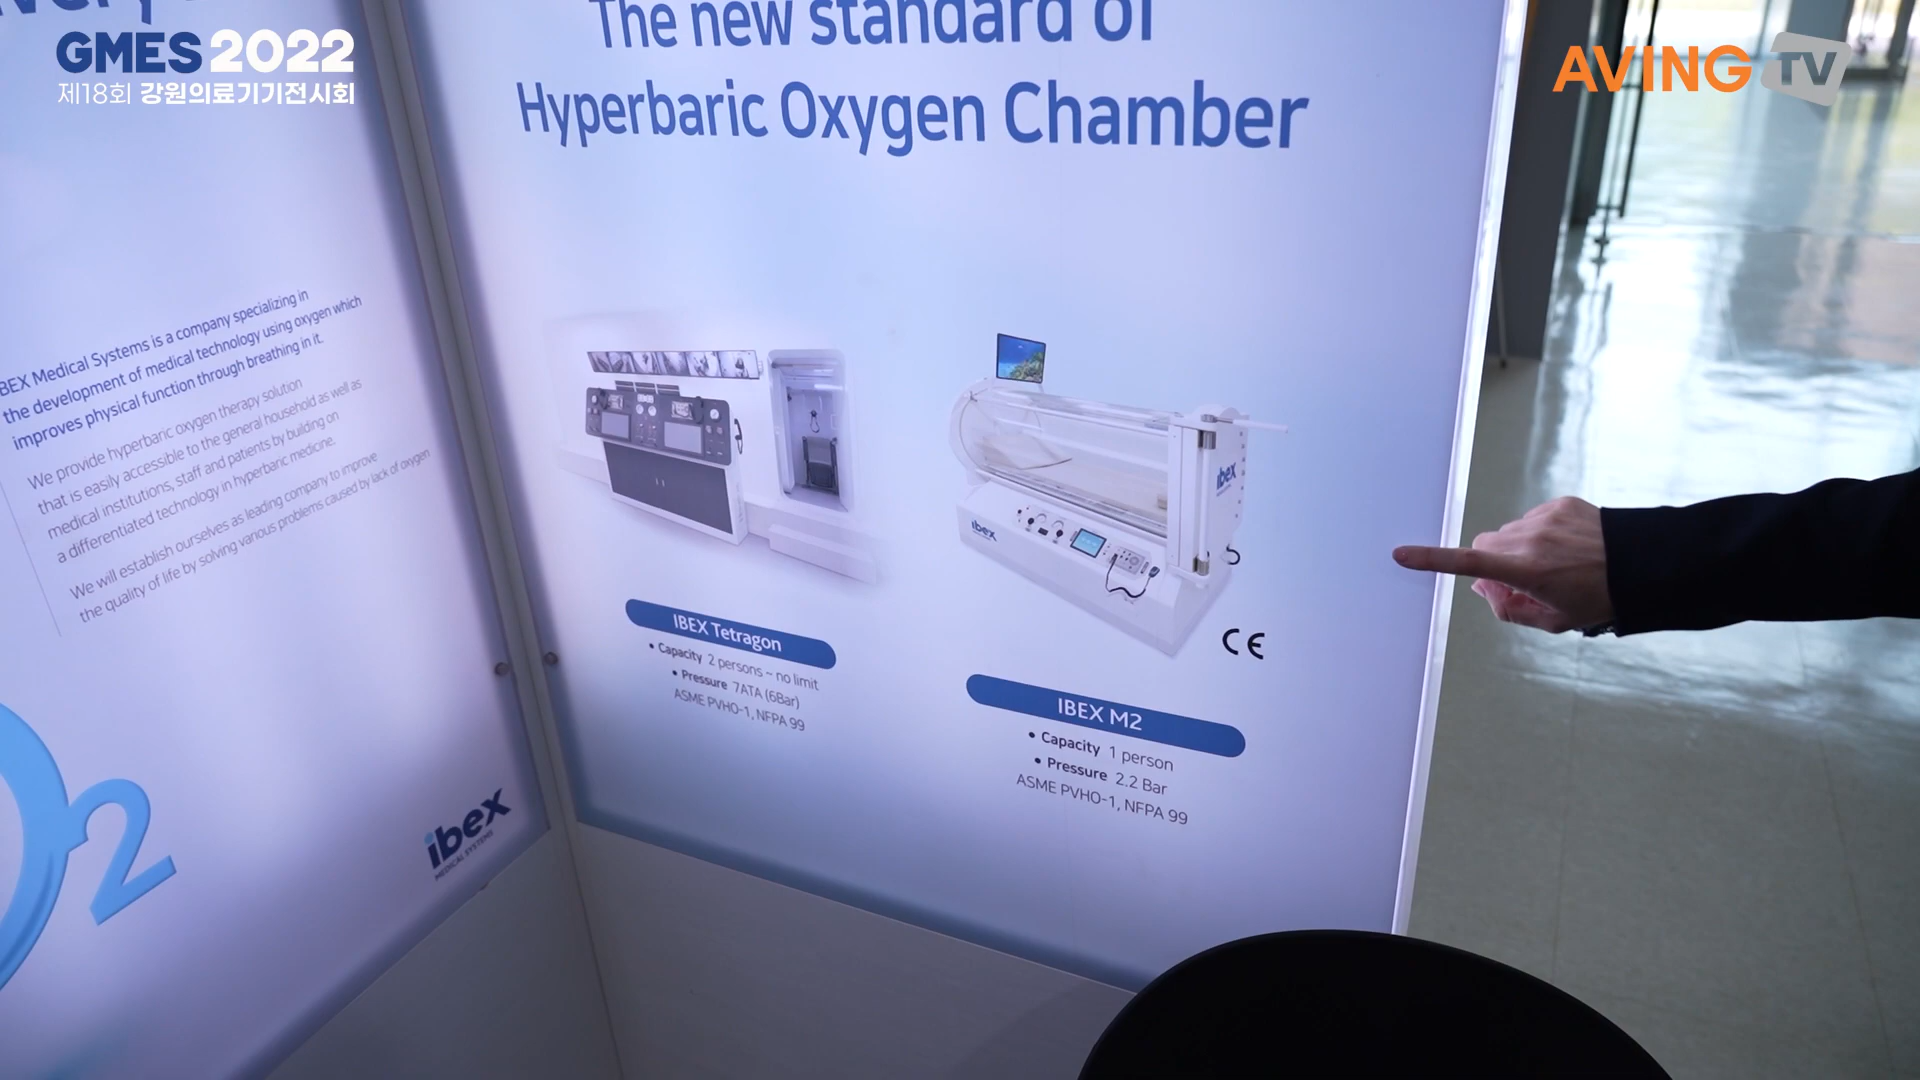 GMES 2022
제18회 강원의료기기전시회
AVING TV
The new standard of
Hyperbaric Oxygen Chamber
BEX Medical Systems is a company specializing in
the development of medical technology using oxygen which
improves physical function through breathing in it.
We provide hyperbaric oxygen therapy solution
that is easily accessible to the general household as well as
medical institutions, staff and patients by building on
a differentiated technology in hyperbaric medicine.
We will establish ourselves as leading company to improve
the quality of life by solving various problems caused by lack of oxygen
2
ibex
MEDICAL SYSTEMS
ibex
ibex
CE
IBEX Tetragon
• Capacity 2 persons ~ no limit
• Pressure 7ATA (6Bar)
ASME PVHO-1, NFPA 99
IBEX M2
• Capacity 1 person
• Pressure 2.2 Bar
ASME PVHO-1, NFPA 99